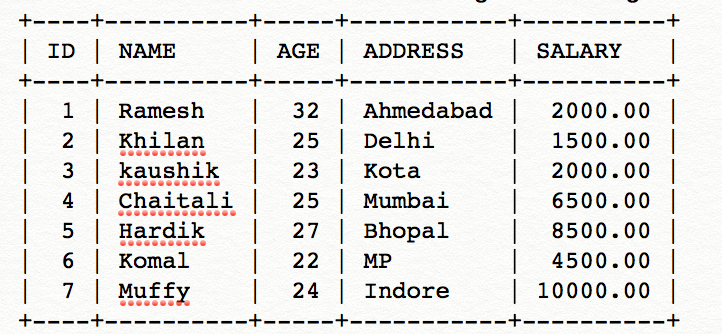 +----+----------+-----+-----------+----------+
| ID | NAME     | AGE | ADDRESS   | SALARY   |
+----+----------+-----+-----------+----------+
|  1 | Ramesh   |  32 | Ahmedabad |  2000.00 |
|  2 | Khilan   |  25 | Delhi     |  1500.00 |
|  3 | kaushik  |  23 | Kota      |  2000.00 |
|  4 | Chaitali |  25 | Mumbai    |  6500.00 |
|  5 | Hardik   |  27 | Bhopal    |  8500.00 |
|  6 | Komal    |  22 | MP        |  4500.00 |
|  7 | Muffy    |  24 | Indore    | 10000.00 |
+----+----------+-----+-----------+----------+